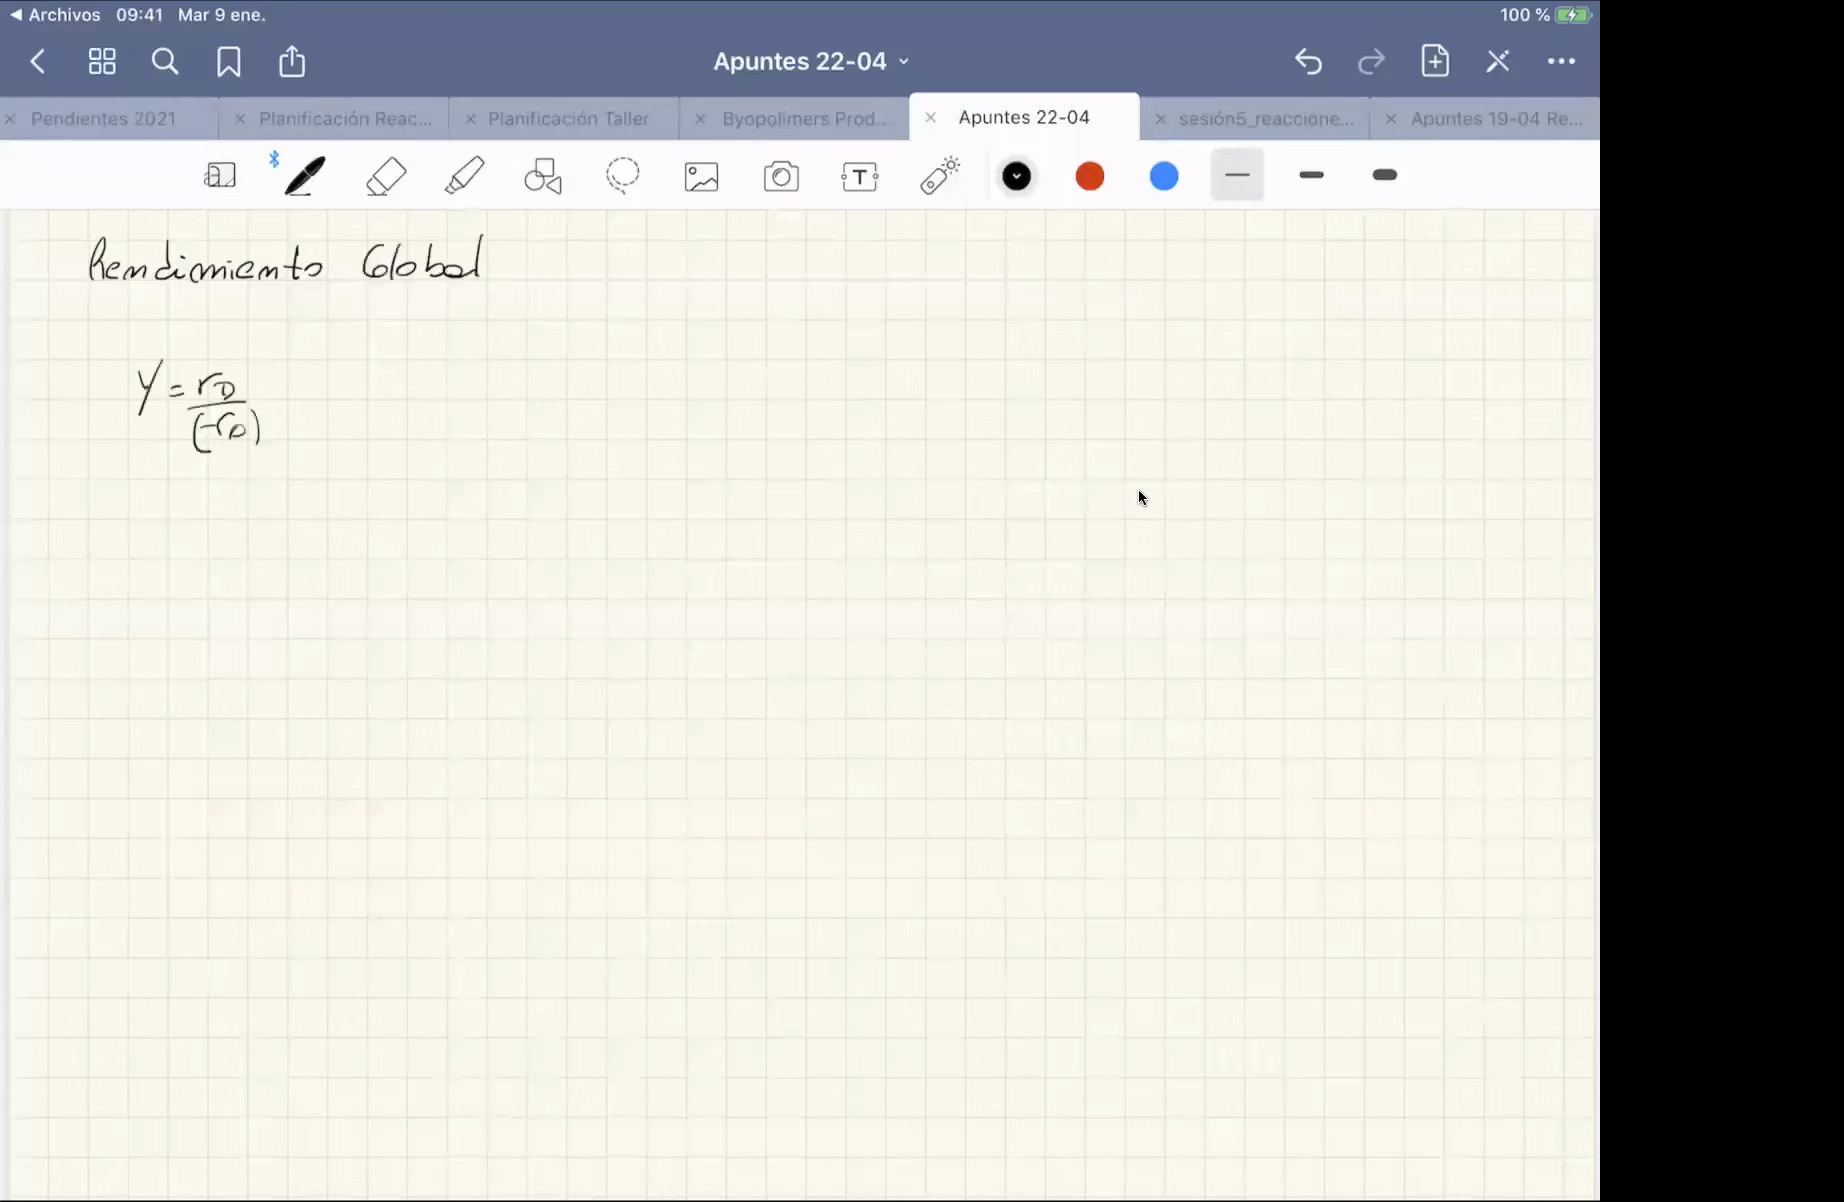 Archivos 09:41 Mar 9 ene. 100 %
Apuntes 22-04
Pendientes 2021 Planificación Reac... Planificación Taller Byopolimers Prod... Apuntes 22-04 sesión5_reaccione... Apuntes 19-04 Re...
Rendimiento Global
Y = rD
(-rD)